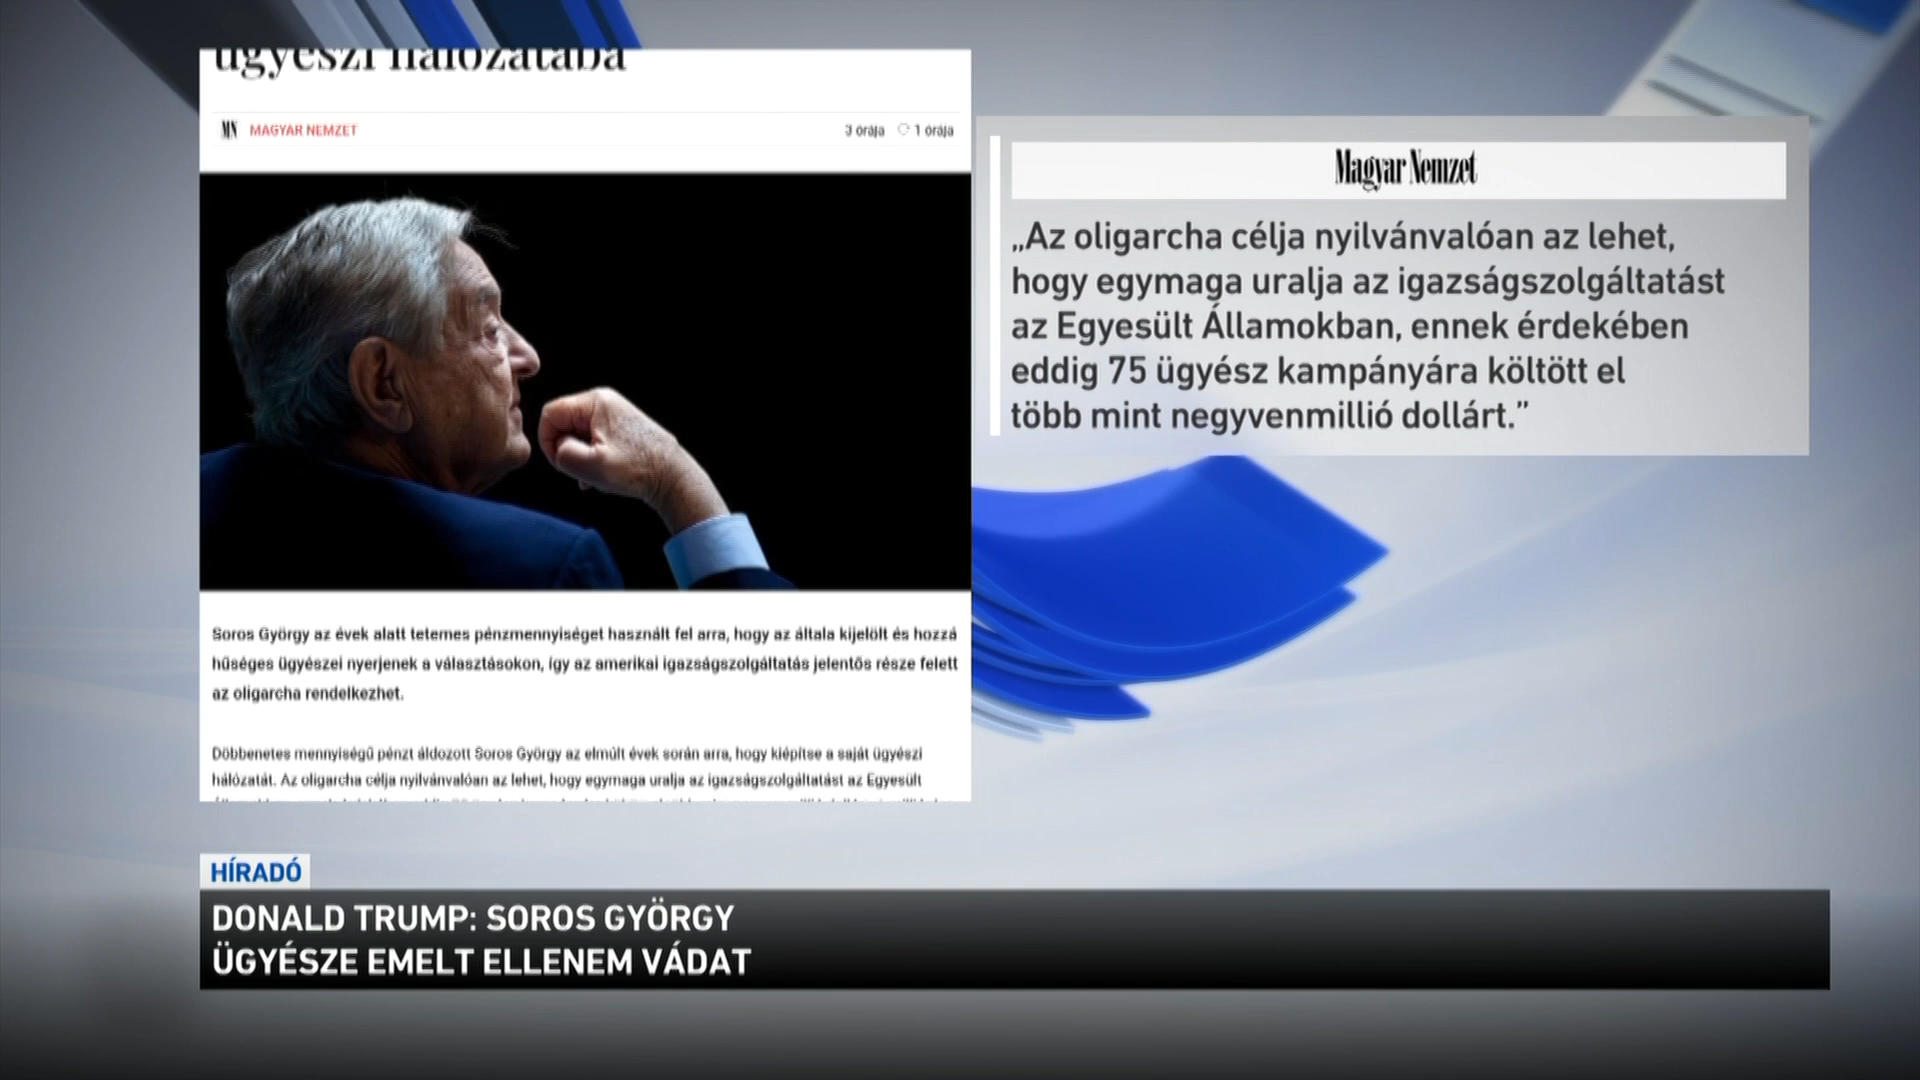 ügyészi hálózatába
MN MAGYAR NEMZET
3 órája 1 órája
Soros György az évek alatt tetemes pénzmennyiséget használt fel arra, hogy az általa kijelölt és hozzá
hűséges ügyészei nyerjenek a választásokon, így az amerikai igazságszolgáltatás jelentős része felett
az oligarcha rendelkezhet.
Döbbenetes mennyiségű pénzt áldozott Soros György az elmúlt évek során arra, hogy kiépítse a saját ügyészi
hálózatát. Az oligarcha célja nyilvánvalóan az lehet, hogy egymaga uralja az igazságszolgáltatást az Egyesült
Magyar Nemzet
„Az oligarcha célja nyilvánvalóan az lehet,
hogy egymaga uralja az igazságszolgáltatást
az Egyesült Államokban, ennek érdekében
eddig 75 ügyész kampányára költött el
több mint negyvenmillió dollárt.”
HÍRADÓ
DONALD TRUMP: SOROS GYÖRGY
ÜGYÉSZE EMELT ELLENEM VÁDAT